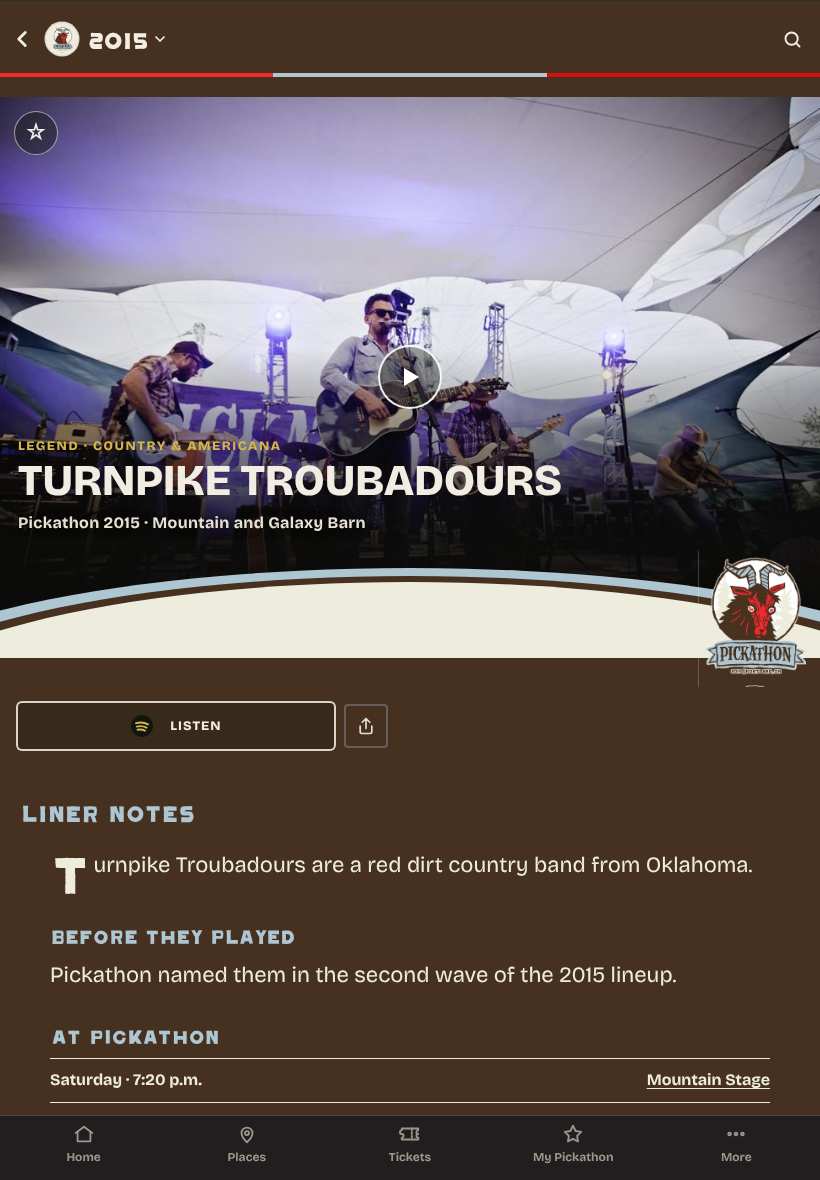 2015
LEGEND · COUNTRY & AMERICANA
TURNPIKE TROUBADOURS
Pickathon 2015 · Mountain and Galaxy Barn
PICKATHON
LISTEN
LINER NOTES
Turnpike Troubadours are a red dirt country band from Oklahoma.
BEFORE THEY PLAYED
Pickathon named them in the second wave of the 2015 lineup.
AT PICKATHON
Saturday · 7:20 p.m.
Mountain Stage
Home
Places
Tickets
My Pickathon
More